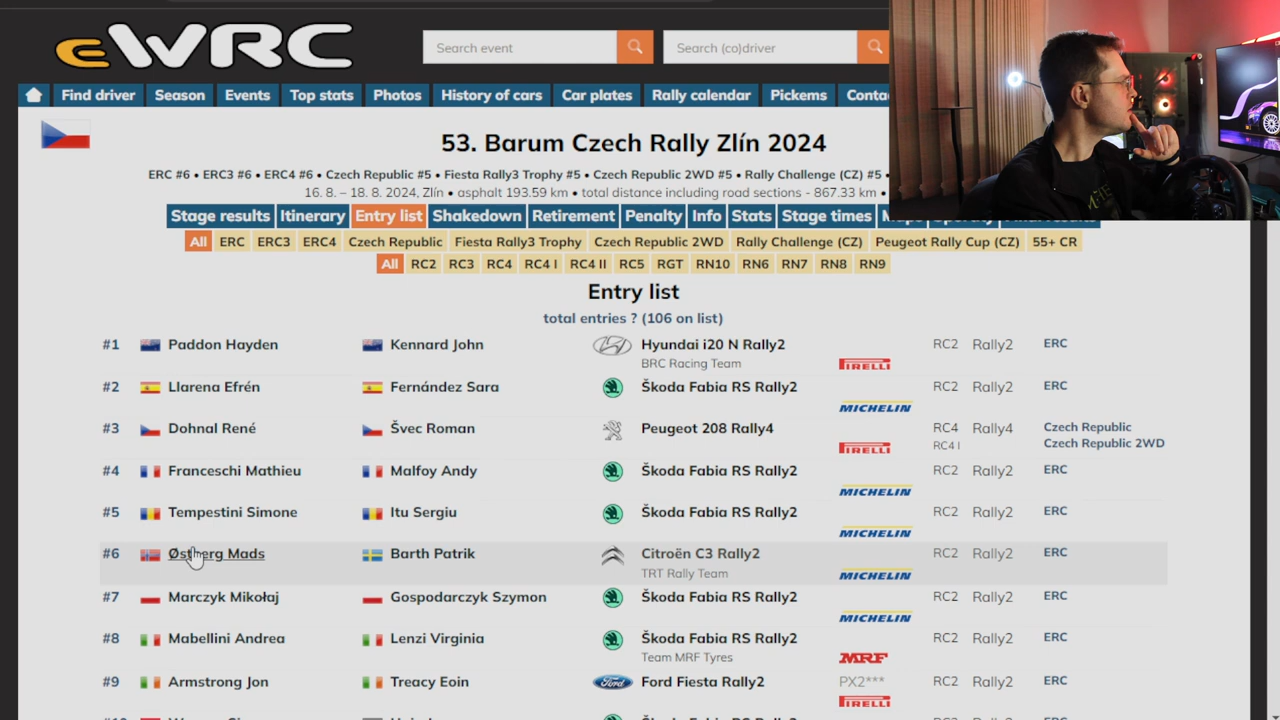 eWRC
Search event
Search (co)driver
Find driver
Season
Events
Top stats
Photos
History of cars
Car plates
Rally calendar
Pickems
53. Barum Czech Rally Zlín 2024
ERC #6 • ERC3 #6 • ERC4 #6 • Czech Republic #5 • Fiesta Rally3 Trophy #5 • Czech Republic 2WD #5 • Rally Challenge (CZ) #5 •
16. 8. – 18. 8. 2024, Zlín • asphalt 193.59 km • total distance including road sections - 867.33 km •
Stage results Itinerary Entry list Shakedown Retirement Penalty Info Stats Stage times
All ERC ERC3 ERC4 Czech Republic Fiesta Rally3 Trophy Czech Republic 2WD Rally Challenge (CZ) Peugeot Rally Cup (CZ) 55+ CR
All RC2 RC3 RC4 RC4 I RC4 II RC5 RGT RN10 RN6 RN7 RN8 RN9
Entry list
total entries ? (106 on list)
#1 Paddon Hayden Kennard John Hyundai i20 N Rally2 RC2 Rally2 ERC
BRC Racing Team PIRELLI
#2 Llarena Efrén Fernández Sara Škoda Fabia RS Rally2 RC2 Rally2 ERC
MICHELIN
#3 Dohnal René Švec Roman Peugeot 208 Rally4 RC4 Rally4 Czech Republic
PIRELLI RC4 I Czech Republic 2WD
#4 Franceschi Mathieu Malfoy Andy Škoda Fabia RS Rally2 RC2 Rally2 ERC
MICHELIN
#5 Tempestini Simone Itu Sergiu Škoda Fabia RS Rally2 RC2 Rally2 ERC
MICHELIN
#6 Østberg Mads Barth Patrik Citroën C3 Rally2 RC2 Rally2 ERC
TRT Rally Team MICHELIN
#7 Marczyk Mikołaj Gospodarczyk Szymon Škoda Fabia RS Rally2 RC2 Rally2 ERC
MICHELIN
#8 Mabellini Andrea Lenzi Virginia Škoda Fabia RS Rally2 RC2 Rally2 ERC
Team MRF Tyres MRF
#9 Armstrong Jon Treacy Eoin Ford Ford Fiesta Rally2 PX2*** RC2 Rally2 ERC
PIRELLI